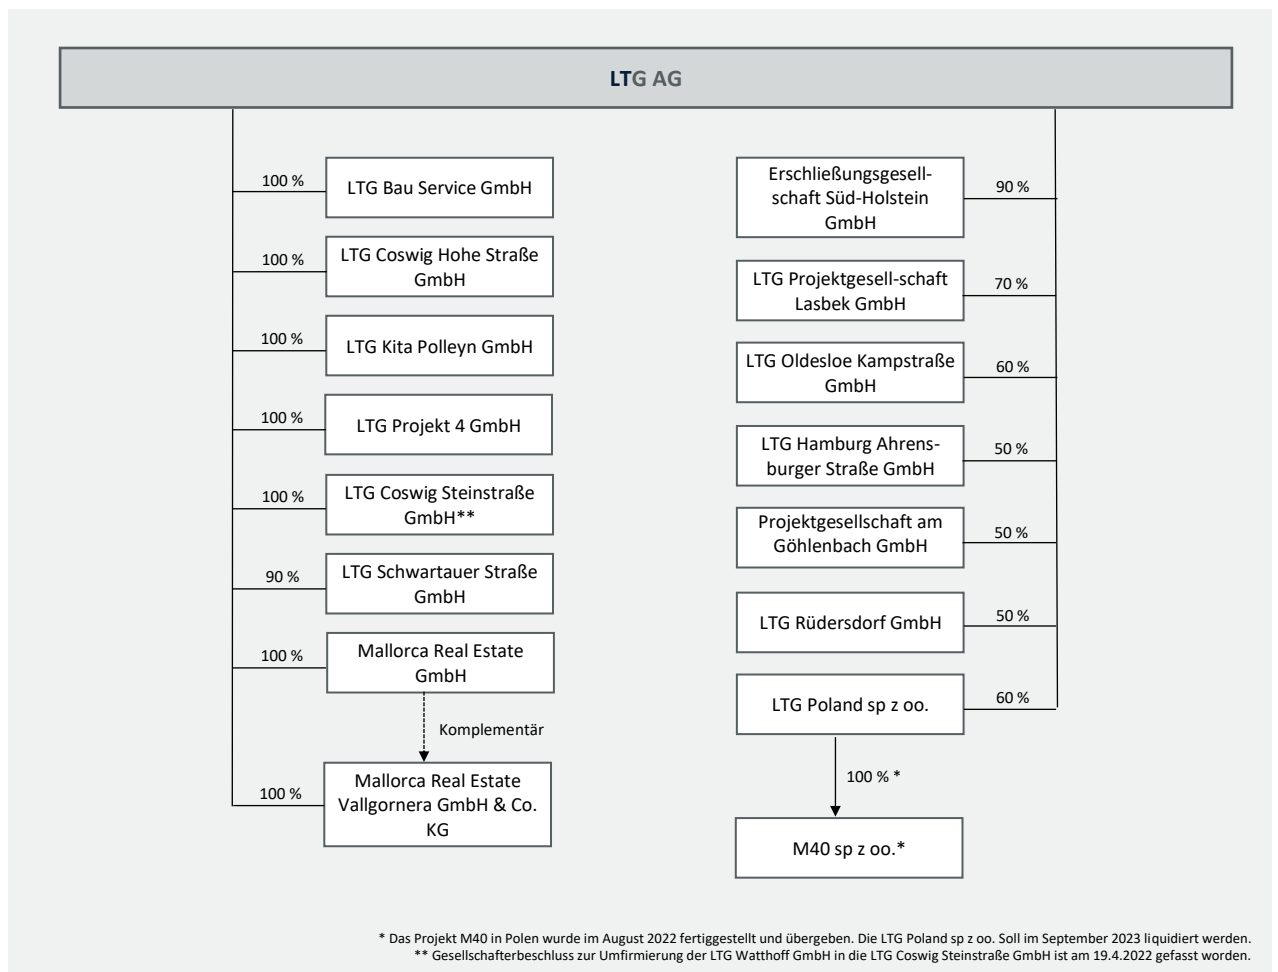 LTG AG
100 %
LTG Bau Service GmbH
100 %
LTG Coswig Hohe Straße
GmbH
100 %
LTG Kita Polleyn GmbH
100 %
LTG Projekt 4 GmbH
100 %
LTG Coswig Steinstraße
GmbH**
90 %
LTG Schwartauer Straße
GmbH
100 %
Mallorca Real Estate
GmbH
Komplementär
100 %
Mallorca Real Estate
Vallgornera GmbH & Co.
KG
Erschließungsgesell-
schaft Süd-Holstein
GmbH
90 %
LTG Projektgesell-schaft
Lasbek GmbH
70 %
LTG Oldesloe Kampstraße
GmbH
60 %
LTG Hamburg Ahrens-
burger Straße GmbH
50 %
Projektgesellschaft am
Göhlenbach GmbH
50 %
LTG Rüdersdorf GmbH
50 %
LTG Poland sp z oo.
60 %
100 % *
M40 sp z oo.*
* Das Projekt M40 in Polen wurde im August 2022 fertiggestellt und übergeben. Die LTG Poland sp z oo. Soll im September 2023 liquidiert werden.
** Gesellschafterbeschluss zur Umfirmierung der LTG Watthoff GmbH in die LTG Coswig Steinstraße GmbH ist am 19.4.2022 gefasst worden.